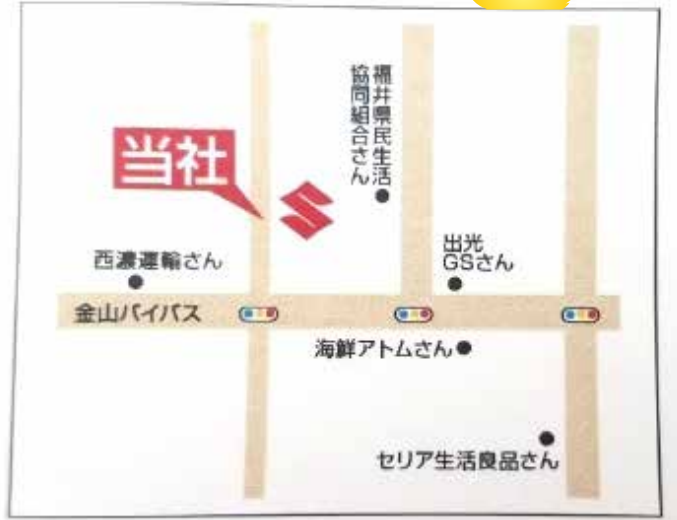 福井県民生活
協同組合さん
当社
西濃運輸さん
出光
GSさん
金山バイパス
海鮮アトムさん
セリア生活良品さん